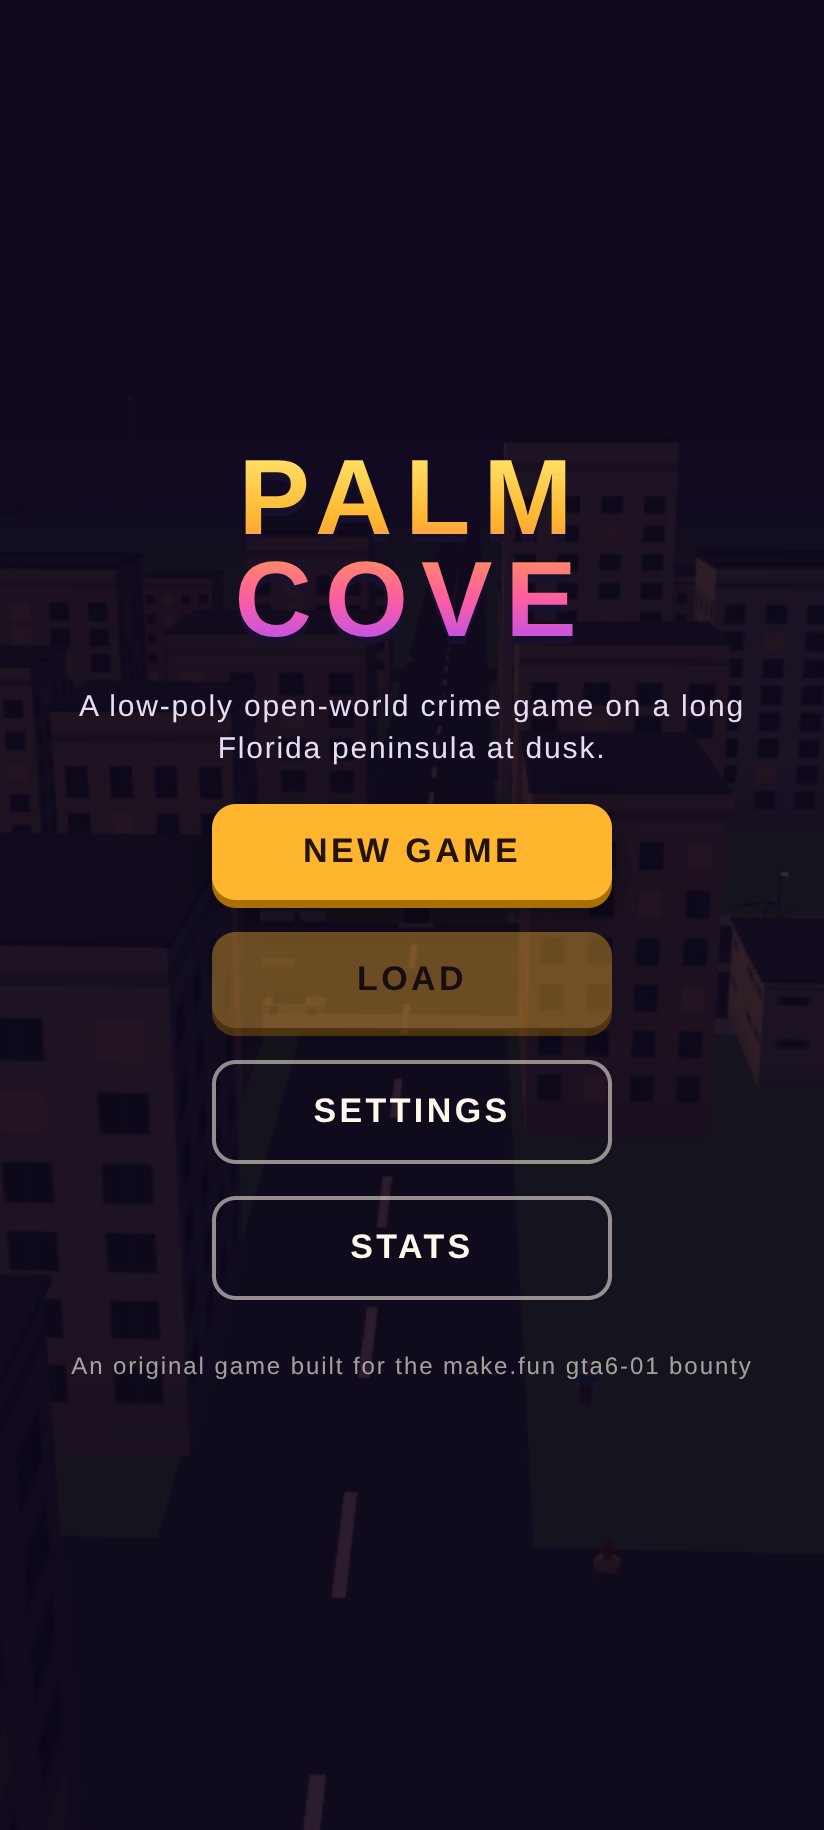 PALM
COVE
A low-poly open-world crime game on a long
Florida peninsula at dusk.
NEW GAME
LOAD
SETTINGS
STATS
An original game built for the make.fun gta6-01 bounty